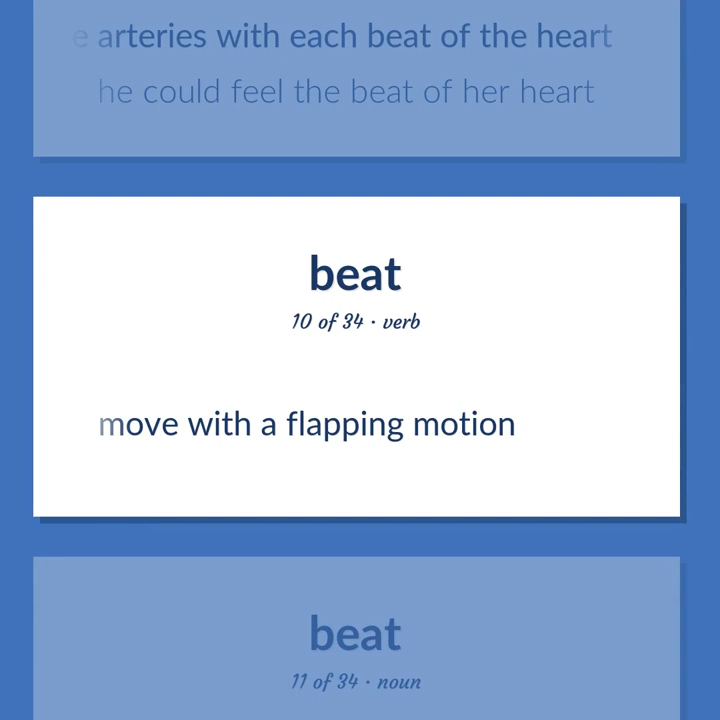 e arteries with each beat of the heart
he could feel the beat of her heart
beat
10 of 34 · verb
move with a flapping motion
beat
11 of 34 · noun